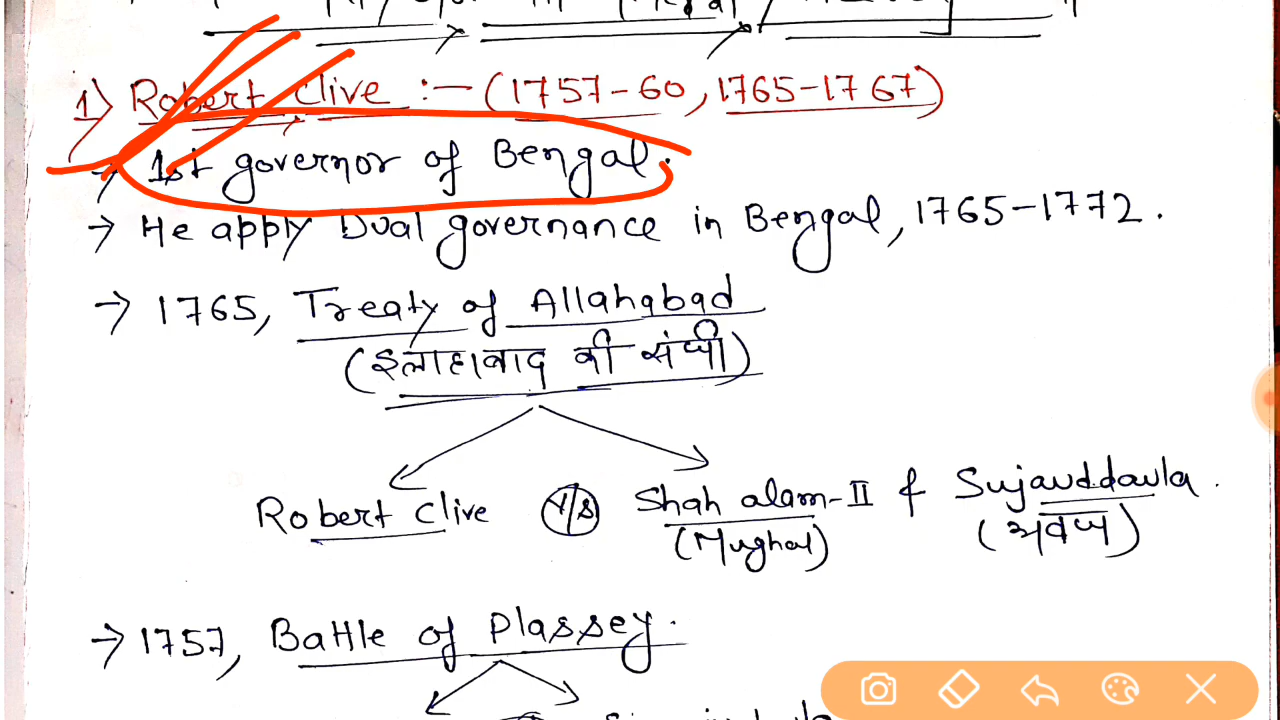 1) Robert Clive :- (1757-60, 1765-1767)
→ 1st governor of Bengal.
→ He apply Dual governance in Bengal, 1765-1772.
→ 1765, Treaty of Allahabad
(इलाहाबाद की संधी)
Robert Clive V/S Shah alam-II & Sujauddaula.
(Mughal) (अवध)
→ 1757, Battle of Plassey.